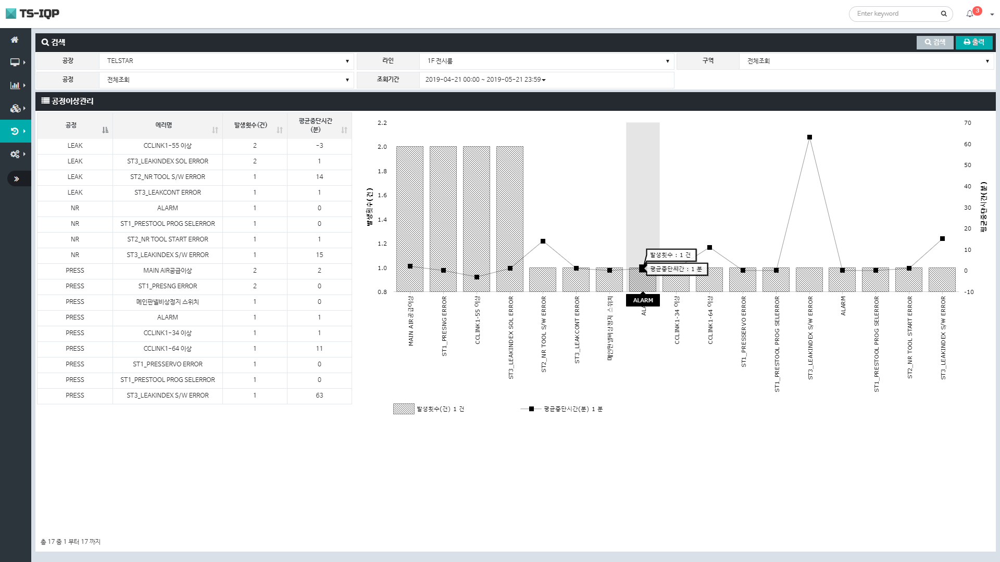 TS-IQP
Enter keyword
3
검색
검색
출력
공장
TELSTAR
라인
1F 전시룸
구역
전체조회
공정
전체조회
조회기간
2019-04-21 00:00 ~ 2019-05-21 23:59
공정이상관리
공정 에러명 발생횟수(건) 평균중단시간
(분)
LEAK CCLINK1-55 이상 2 -3
LEAK ST3_LEAKINDEX SOL ERROR 2 1
LEAK ST2_NR TOOL S/W ERROR 1 14
LEAK ST3_LEAKCONT ERROR 1 1
NR ALARM 1 0
NR ST1_PRESTOOL PROG SELERROR 1 0
NR ST2_NR TOOL START ERROR 1 1
NR ST3_LEAKINDEX S/W ERROR 1 15
PRESS MAIN AIR공급이상 2 2
PRESS ST1_PRESNG ERROR 2 0
PRESS 메인판넬비상정지 스위치 1 0
PRESS ALARM 1 1
PRESS CCLINK1-34 이상 1 1
PRESS CCLINK1-64 이상 1 11
PRESS ST1_PRESSERVO ERROR 1 0
PRESS ST1_PRESTOOL PROG SELERROR 1 0
PRESS ST3_LEAKINDEX S/W ERROR 1 63
총 17 중 1 부터 17 까지
발생횟수(건)
2.2
2.0
1.8
1.6
1.4
1.2
1.0
0.8
70
60
50
40
30
20
10
0
-10
평균중단시간(분)
발생횟수 : 1 건
평균중단시간 : 1 분
ALARM
MAIN AIR공급이상
ST1_PRESNG ERROR
CCLINK1-55 이상
ST3_LEAKINDEX SOL ERROR
ST2_NR TOOL S/W ERROR
ST3_LEAKCONT ERROR
메인판넬비상정지 스위치
CCLINK1-34 이상
CCLINK1-64 이상
ST1_PRESSERVO ERROR
ST1_PRESTOOL PROG SELERROR
ST3_LEAKINDEX S/W ERROR
ALARM
ST1_PRESTOOL PROG SELERROR
ST2_NR TOOL START ERROR
ST3_LEAKINDEX S/W ERROR
발생횟수(건) 1 건
평균중단시간(분) 1 분